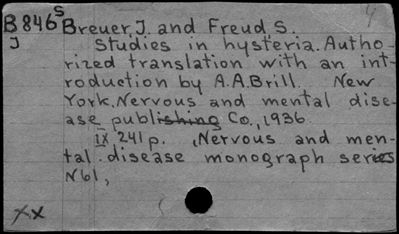 B846s Breuer, J. and Freud, S.
J Studies in hysteria. Autho-
rized translation with an int-
roduction by A.A.Brill. New
York, Nervous and mental dise-
ase publishing Co., 1936
IX 241 p. (Nervous and men-
tal disease monograph series
N61,
xx